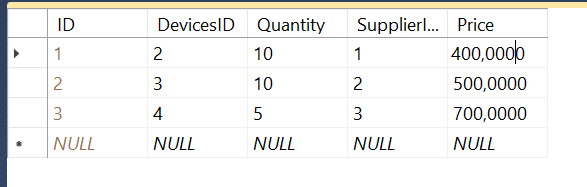 ID DevicesID Quantity SupplierI... Price
1 2 10 1 400,0000
2 3 10 2 500,0000
3 4 5 3 700,0000
NULL NULL NULL NULL NULL